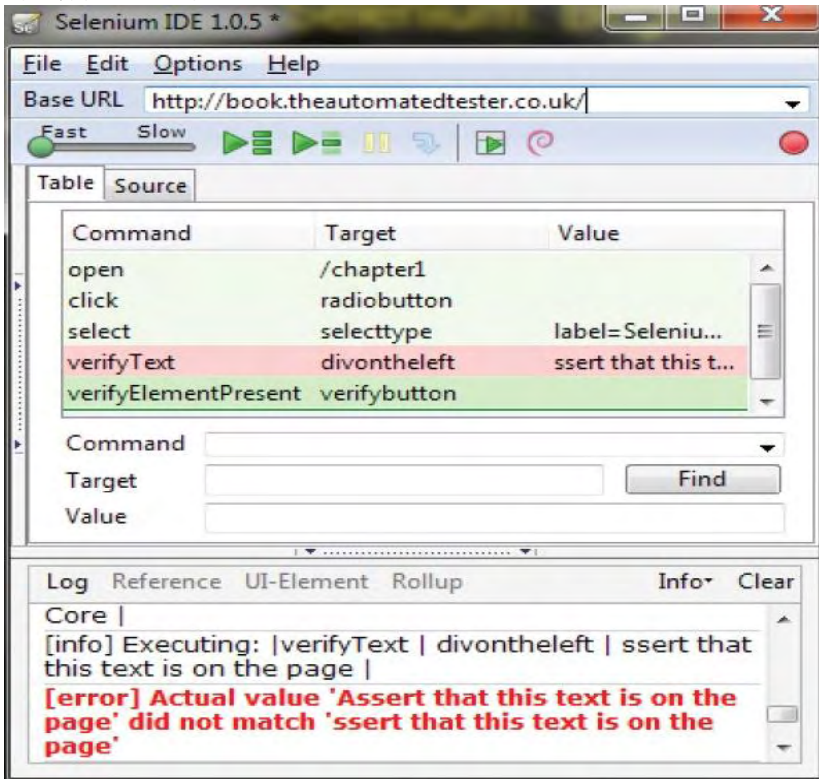 Selenium IDE 1.0.5 *
File Edit Options Help
Base URL http://book.theautomatedtester.co.uk/
Fast Slow
Table Source
Command Target Value
open /chapter1
click radiobutton
select selecttype label=Seleniu...
verifyText divontheleft ssert that this t...
verifyElementPresent verifybutton
Command
Target Find
Value
Log Reference UI-Element Rollup Info Clear
Core |
[info] Executing: |verifyText | divontheleft | ssert that
this text is on the page |
[error] Actual value 'Assert that this text is on the
page' did not match 'ssert that this text is on the
page'